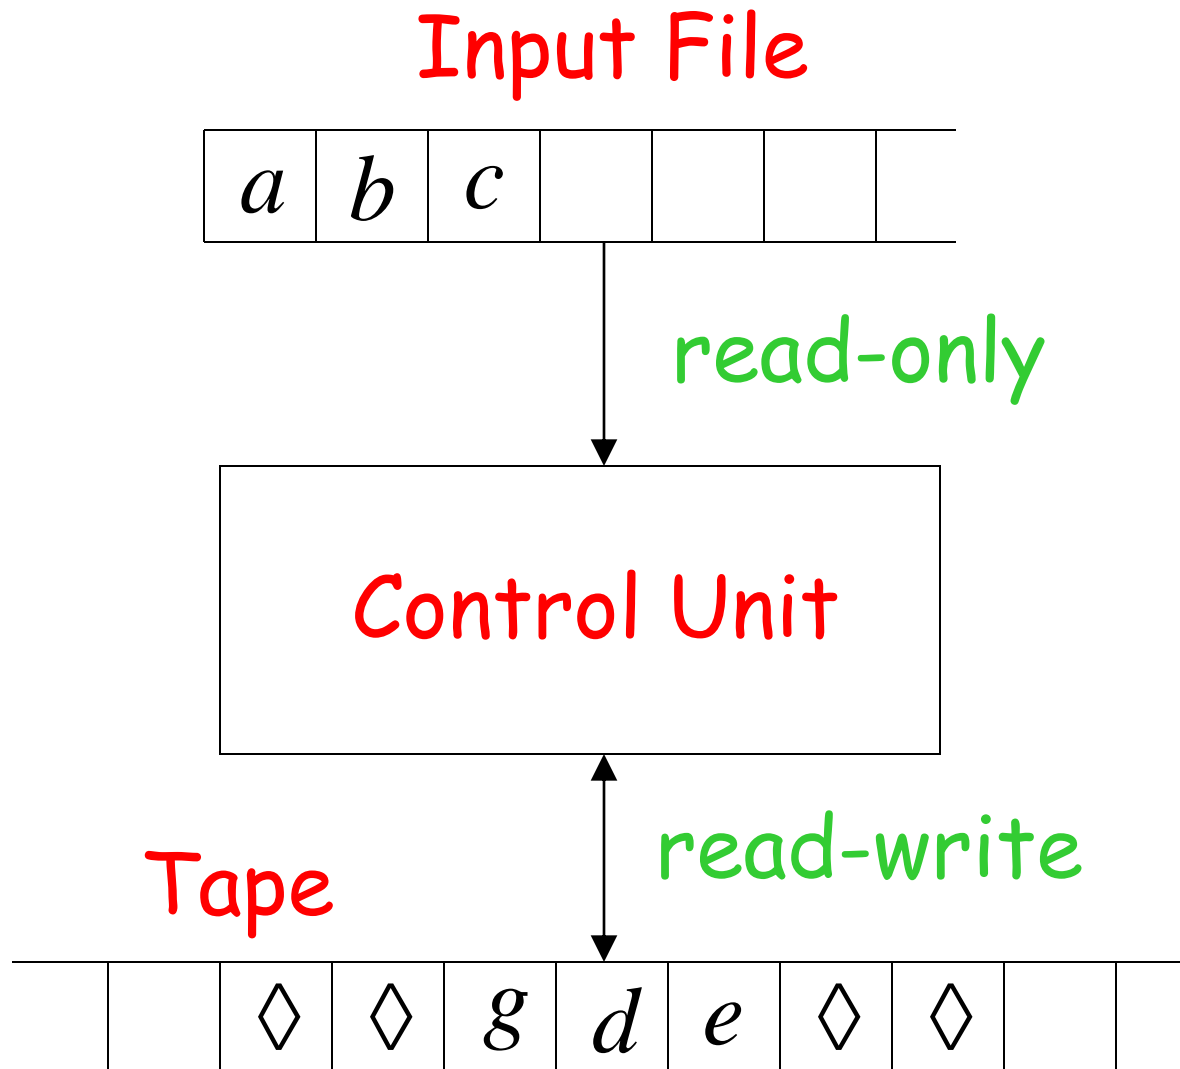 Input File
a b c
read-only
Control Unit
read-write
Tape
◊ ◊ g d e ◊ ◊